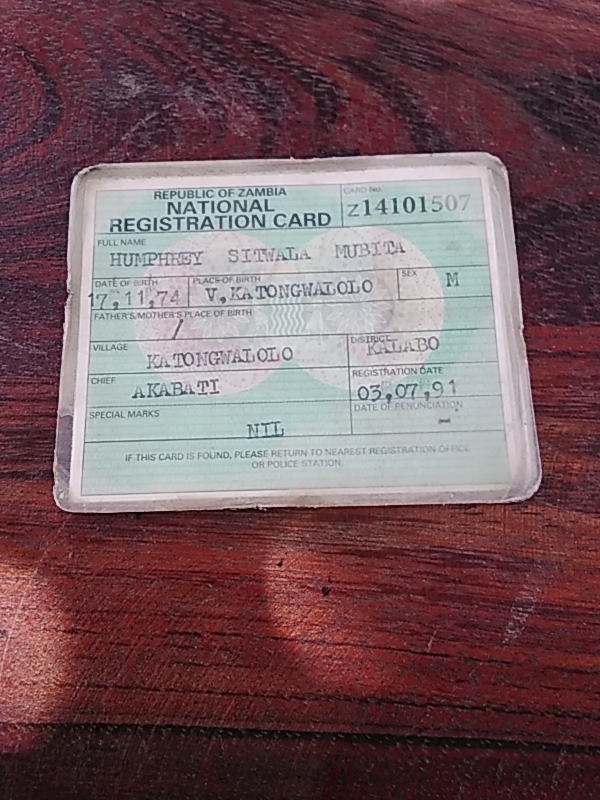 REPUBLIC OF ZAMBIA
NATIONAL
REGISTRATION CARD
CARD No.
Z14101507
FULL NAME
HUMPHREY SITWALA MUBITA
DATE OF BIRTH PLACE OF BIRTH SEX
17,11,74 V,KATONGWALOLO M
FATHER'S/MOTHER'S PLACE OF BIRTH
/
VILLAGE DISTRICT
KATONGWALOLO KALABO
CHIEF REGISTRATION DATE
AKABATI 03,07,91
SPECIAL MARKS DATE OF RENUNCIATION
NIL
IF THIS CARD IS FOUND, PLEASE RETURN TO NEAREST REGISTRATION OFFICE
OR POLICE STATION.